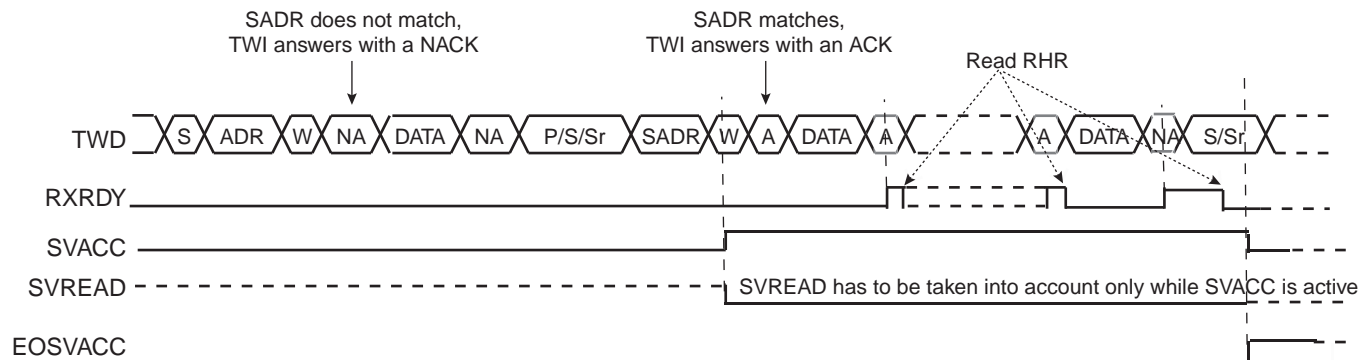 SADR does not match,
TWI answers with a NACK
SADR matches,
TWI answers with an ACK
Read RHR
TWD S ADR W NA DATA NA P/S/Sr SADR W A DATA A A DATA NA S/Sr
RXRDY
SVACC
SVREAD SVREAD has to be taken into account only while SVACC is active
EOSVACC